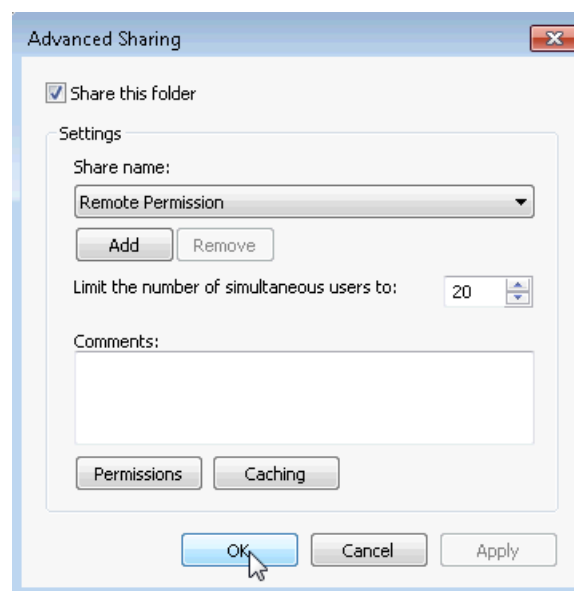 Advanced Sharing
Share this folder
Settings
Share name:
Remote Permission
Add Remove
Limit the number of simultaneous users to: 20
Comments:
Permissions Caching
OK Cancel Apply